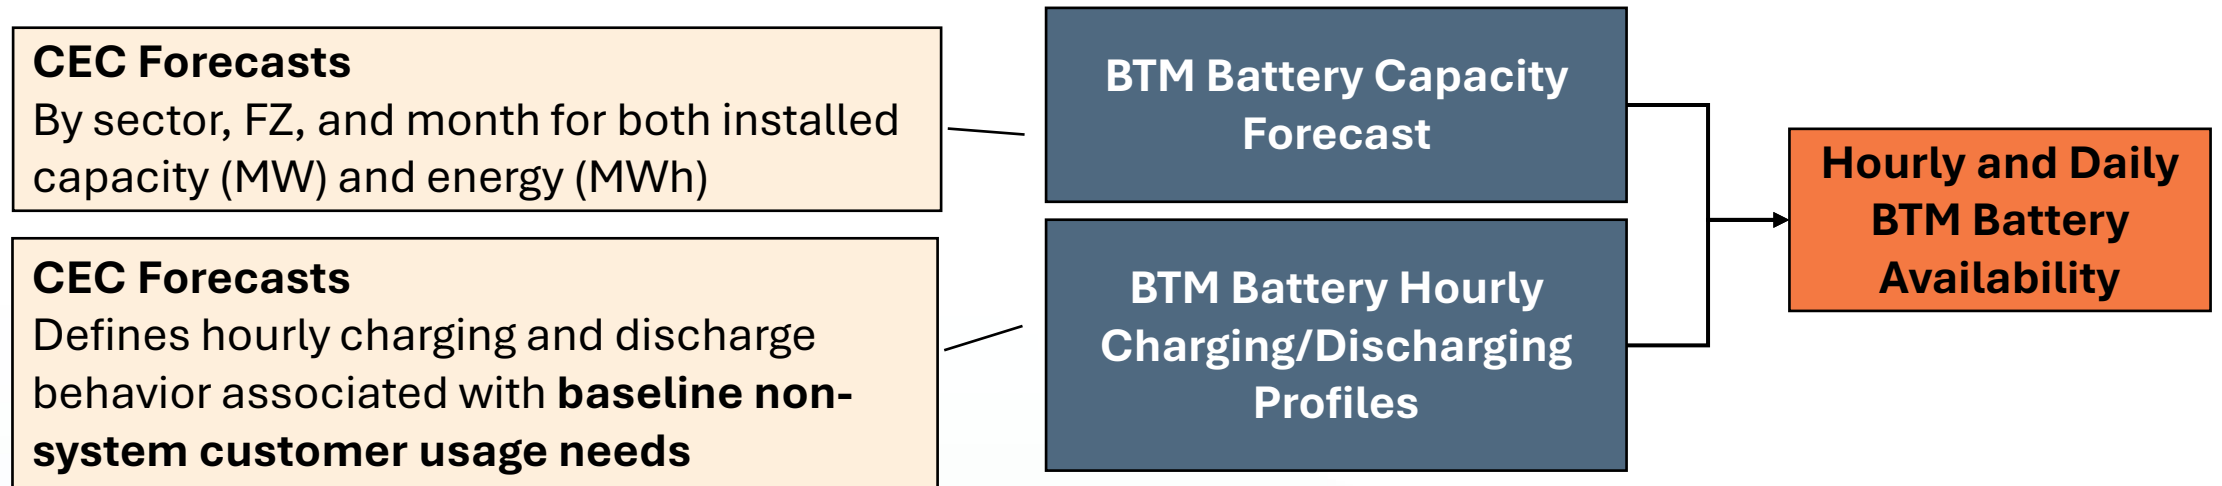 CEC Forecasts
By sector, FZ, and month for both installed
capacity (MW) and energy (MWh)
CEC Forecasts
Defines hourly charging and discharge
behavior associated with baseline non-
system customer usage needs
BTM Battery Capacity
Forecast
BTM Battery Hourly
Charging/Discharging
Profiles
Hourly and Daily
BTM Battery
Availability